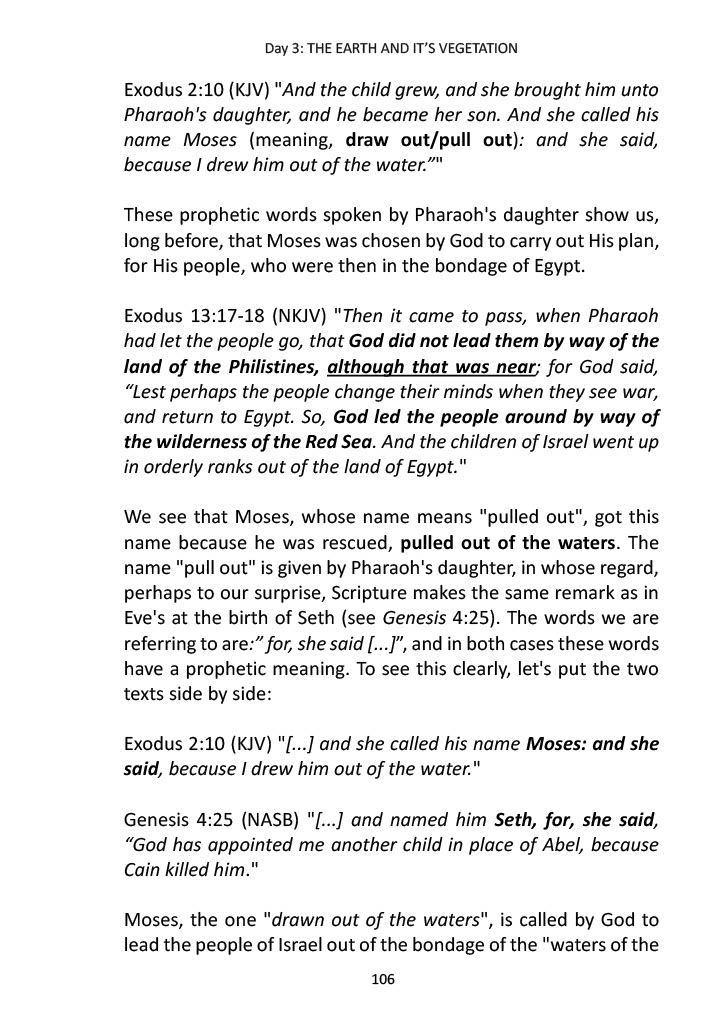 Day 3: THE EARTH AND IT'S VEGETATION
Exodus 2:10 (KJV) "And the child grew, and she brought him unto
Pharaoh's daughter, and he became her son. And she called his
name Moses (meaning, draw out/pull out): and she said,
because I drew him out of the water.”"
These prophetic words spoken by Pharaoh's daughter show us,
long before, that Moses was chosen by God to carry out His plan,
for His people, who were then in the bondage of Egypt.
Exodus 13:17-18 (NKJV) "Then it came to pass, when Pharaoh
had let the people go, that God did not lead them by way of the
land of the Philistines, although that was near; for God said,
“Lest perhaps the people change their minds when they see war,
and return to Egypt. So, God led the people around by way of
the wilderness of the Red Sea. And the children of Israel went up
in orderly ranks out of the land of Egypt."
We see that Moses, whose name means "pulled out", got this
name because he was rescued, pulled out of the waters. The
name "pull out" is given by Pharaoh's daughter, in whose regard,
perhaps to our surprise, Scripture makes the same remark as in
Eve's at the birth of Seth (see Genesis 4:25). The words we are
referring to are:” for, she said [...]”, and in both cases these words
have a prophetic meaning. To see this clearly, let's put the two
texts side by side:
Exodus 2:10 (KJV) "[...] and she called his name Moses: and she
said, because I drew him out of the water."
Genesis 4:25 (NASB) "[...] and named him Seth, for, she said,
“God has appointed me another child in place of Abel, because
Cain killed him."
Moses, the one "drawn out of the waters", is called by God to
lead the people of Israel out of the bondage of the "waters of the
106